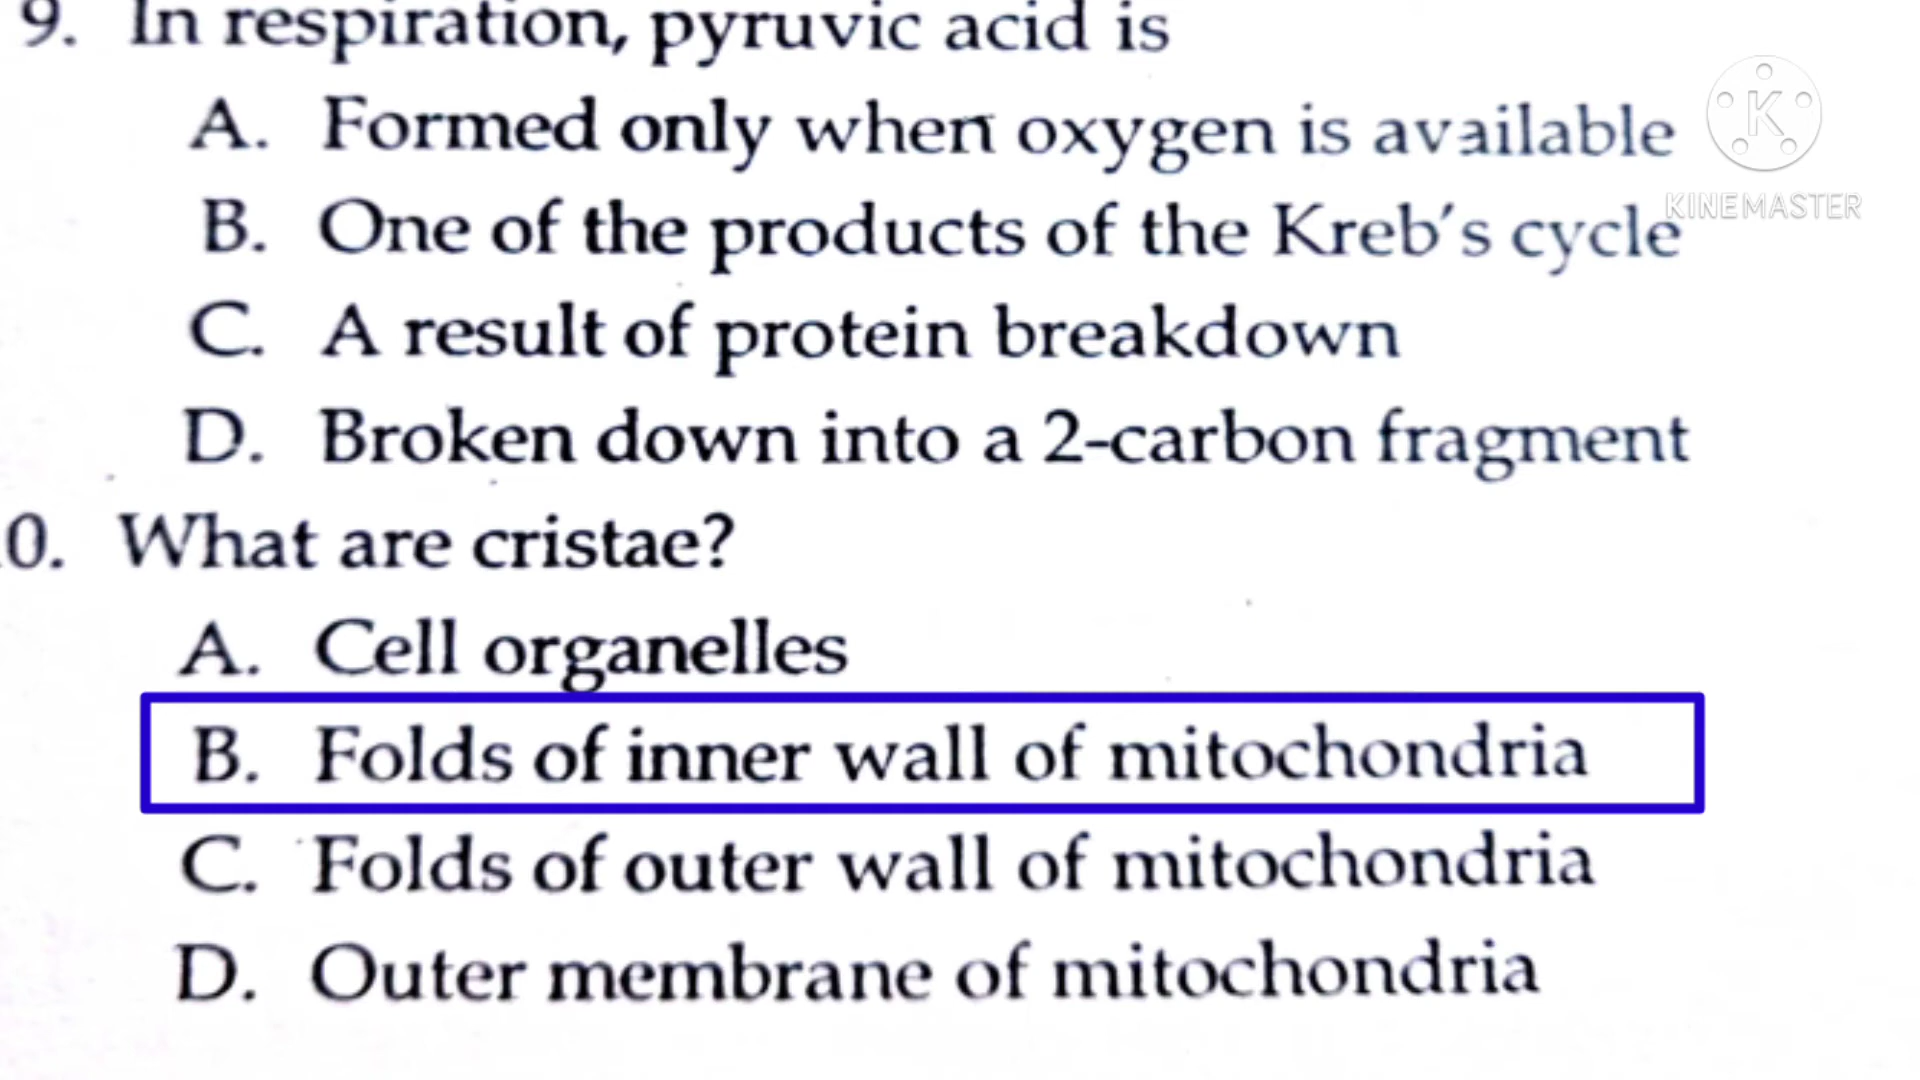 9. In respiration, pyruvic acid is
A. Formed only when oxygen is available
B. One of the products of the Kreb's cycle
C. A result of protein breakdown
D. Broken down into a 2-carbon fragment
0. What are cristae?
A. Cell organelles
B. Folds of inner wall of mitochondria
C. Folds of outer wall of mitochondria
D. Outer membrane of mitochondria
K
KINEMASTER